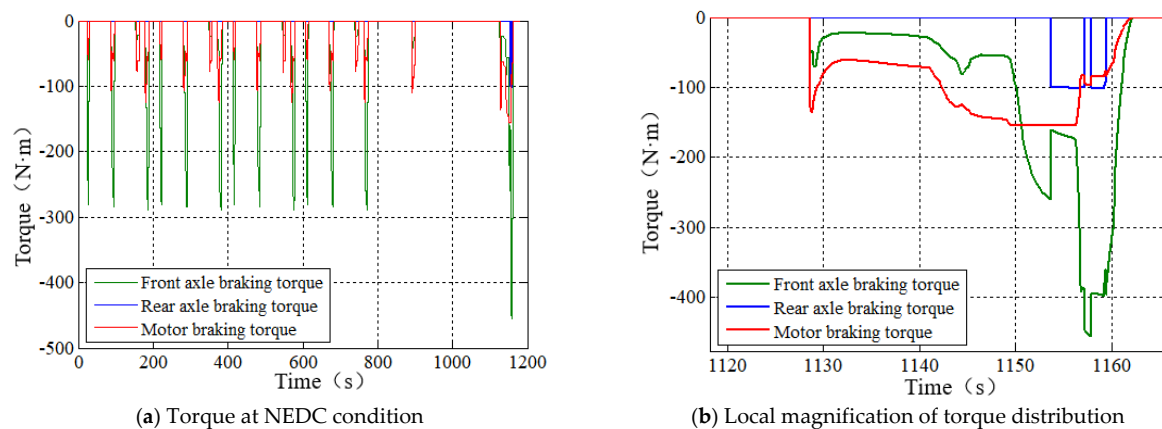 0
-100
-200
-300
-400
-500
Torque（N·m）
Front axle braking torque
Rear axle braking torque
Motor braking torque
0 200 400 600 800 1000 1200
Time（s）
(a) Torque at NEDC condition
0
-100
-200
-300
-400
Torque（N·m）
Front axle braking torque
Rear axle braking torque
Motor braking torque
1120 1130 1140 1150 1160
Time（s）
(b) Local magnification of torque distribution